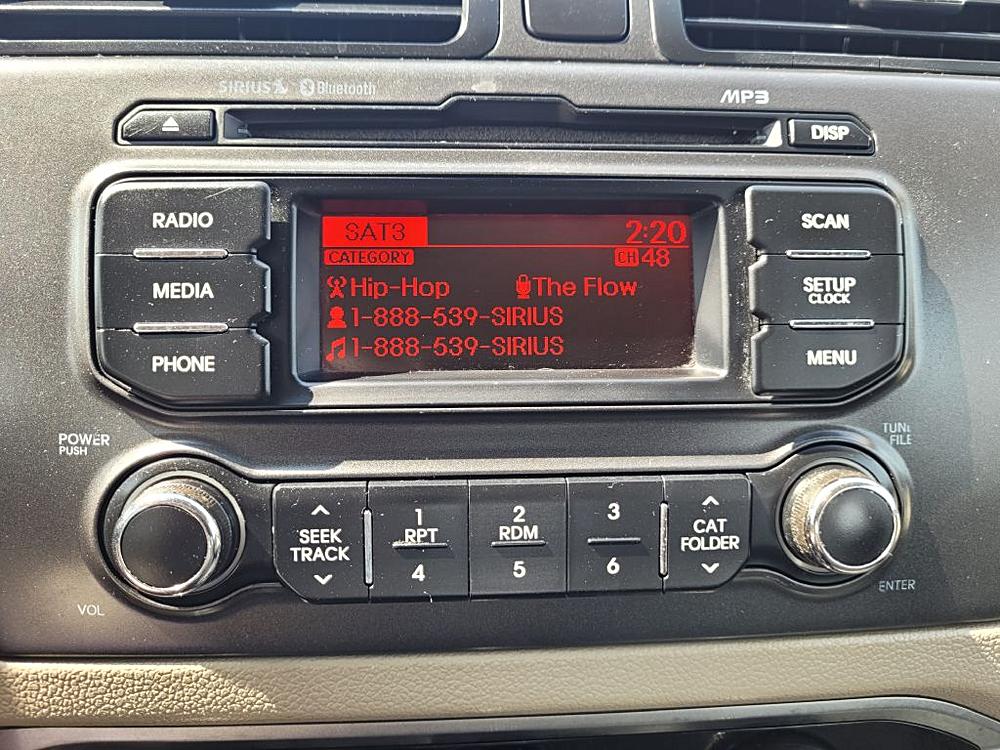 SIRIUS Bluetooth
MP3
DISP
RADIO
MEDIA
PHONE
SAT3 2:20
CATEGORY CH 48
Hip-Hop The Flow
1-888-539-SIRIUS
1-888-539-SIRIUS
SCAN
SETUP
CLOCK
MENU
POWER
PUSH
VOL
SEEK
TRACK
1 RPT 4
2 RDM 5
3 6
CAT
FOLDER
TUNE
FILE
ENTER